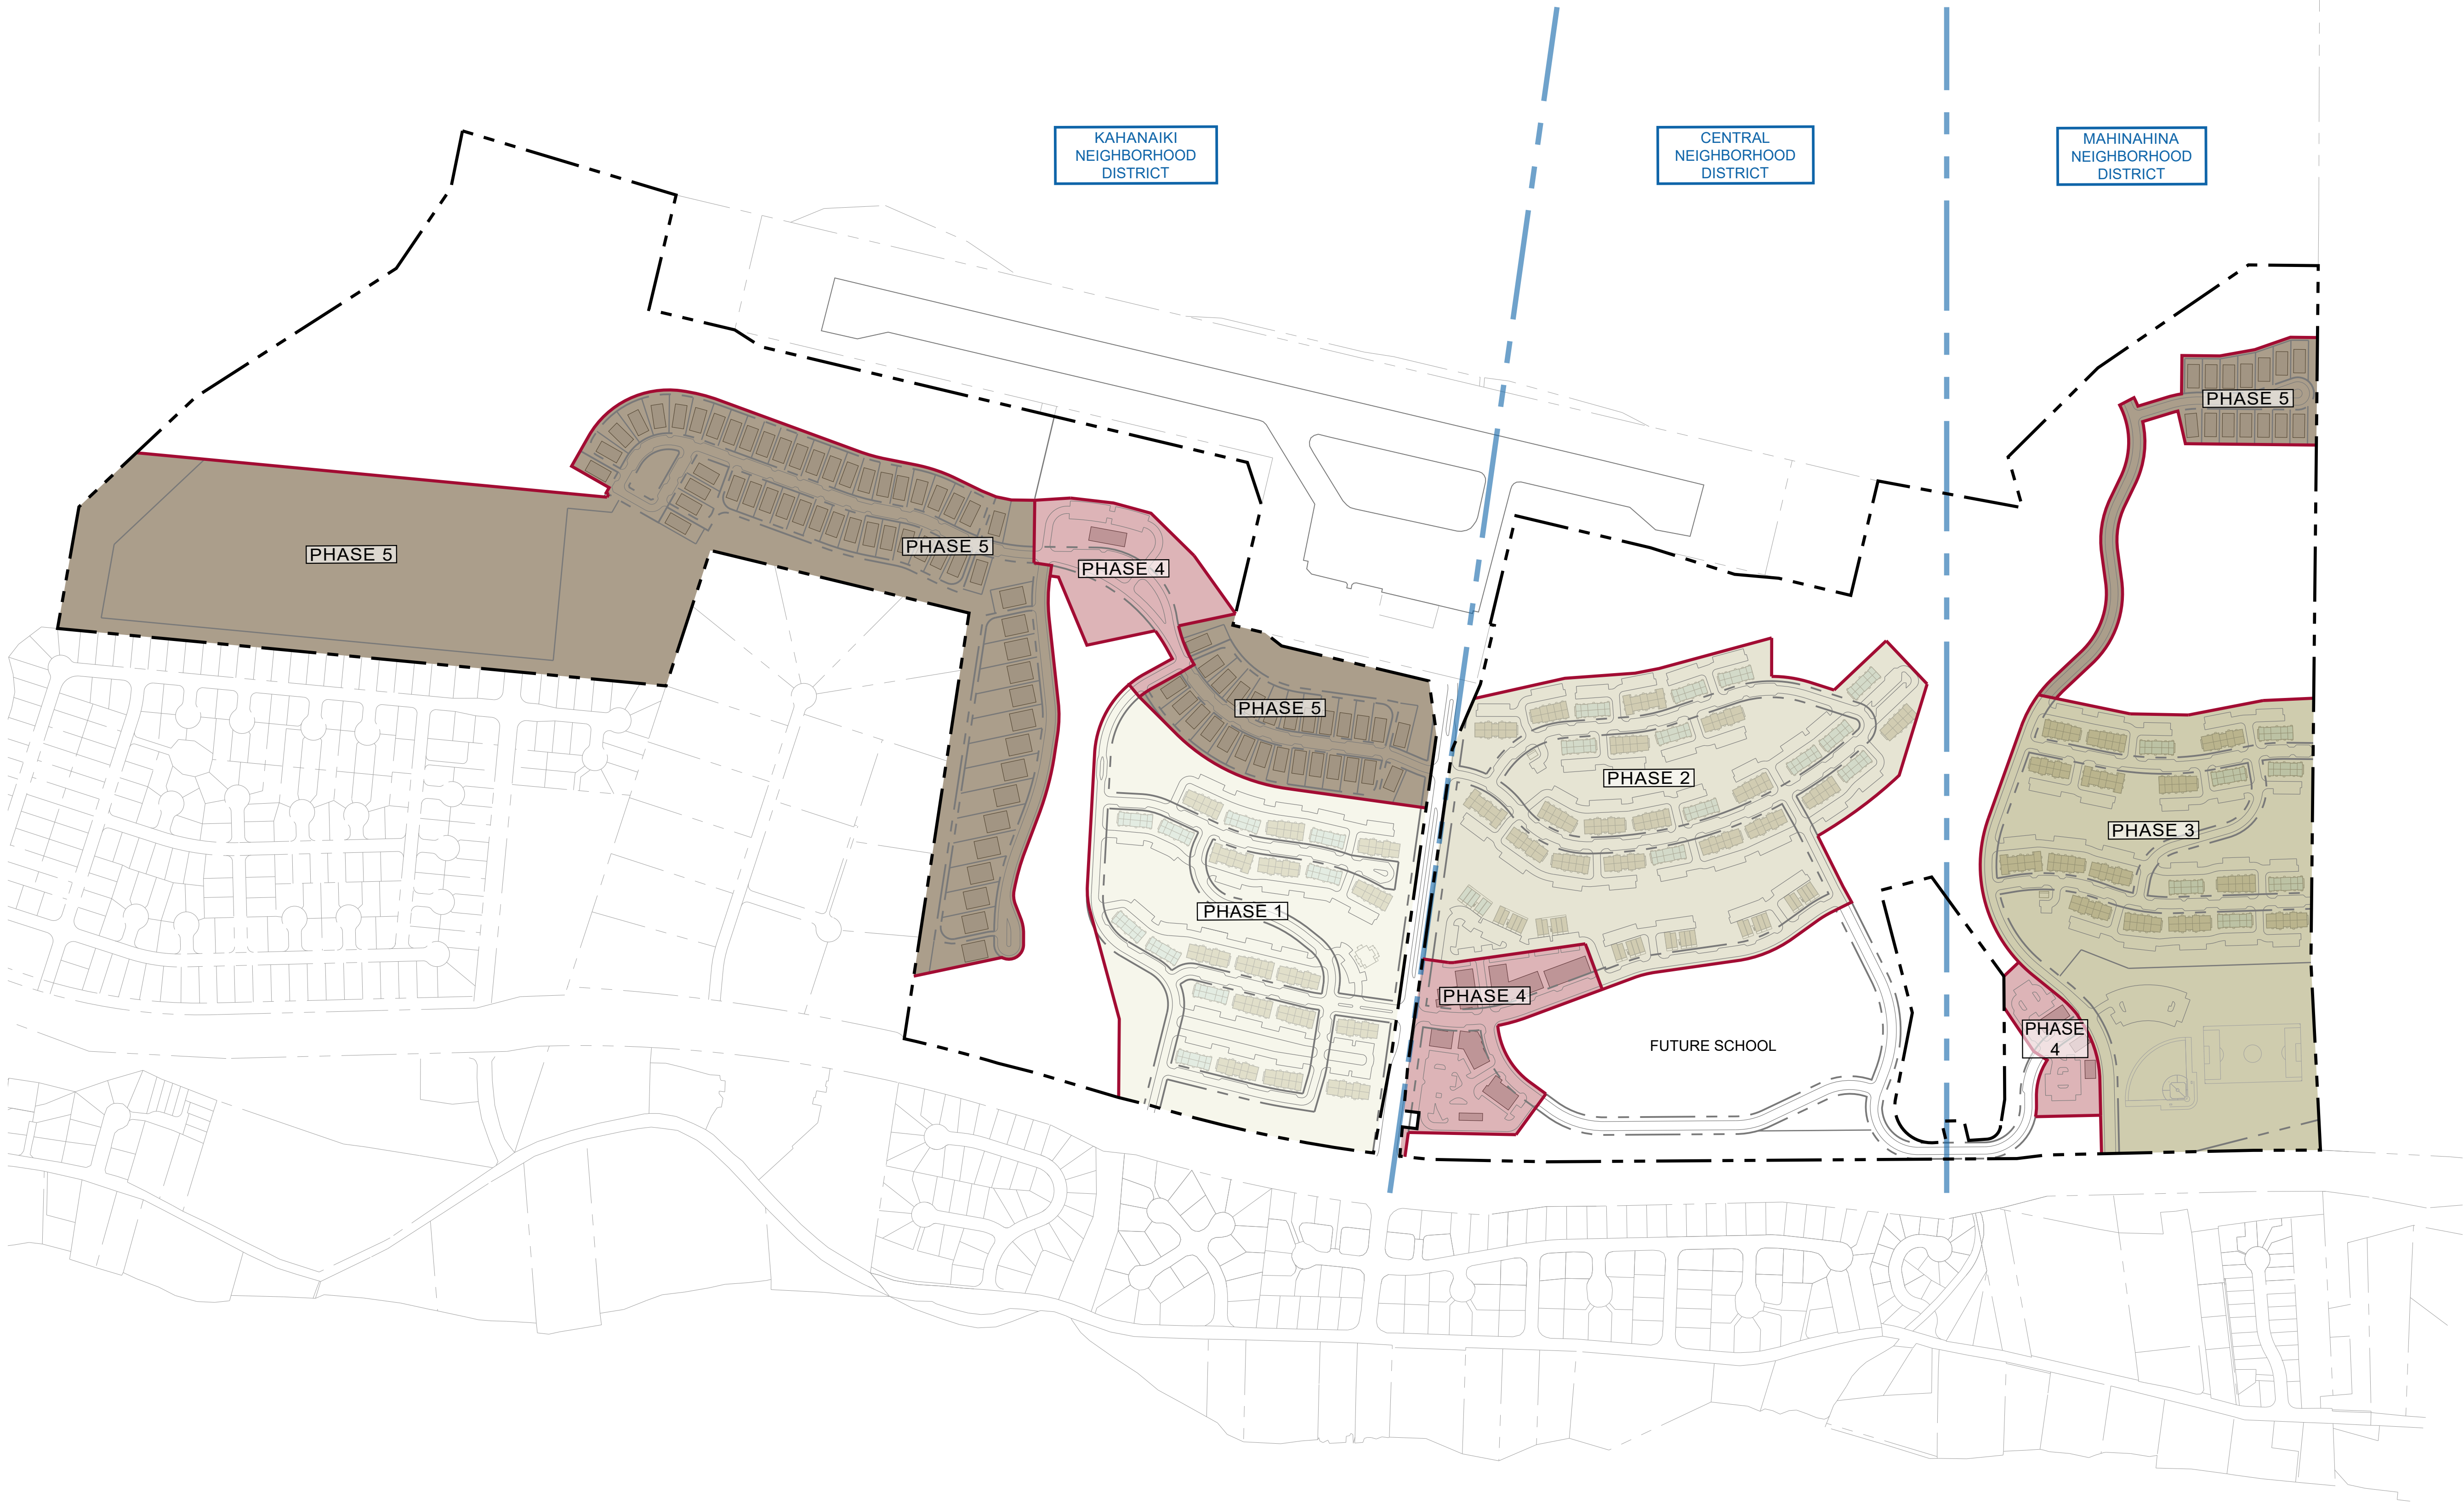 KAHANAIKI
NEIGHBORHOOD
DISTRICT
CENTRAL
NEIGHBORHOOD
DISTRICT
MAHINAHINA
NEIGHBORHOOD
DISTRICT
PHASE 5
PHASE 5
PHASE 5
PHASE 4
PHASE 5
PHASE 2
PHASE 3
PHASE 1
PHASE 4
PHASE
4
FUTURE SCHOOL